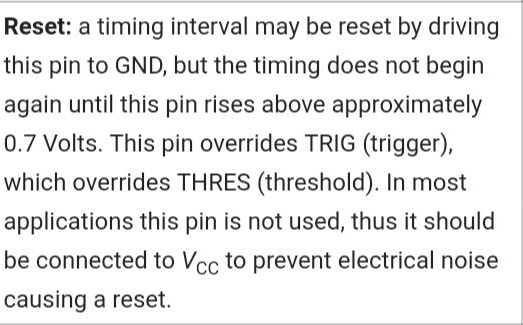 Reset: a timing interval may be reset by driving
this pin to GND, but the timing does not begin
again until this pin rises above approximately
0.7 Volts. This pin overrides TRIG (trigger),
which overrides THRES (threshold). In most
applications this pin is not used, thus it should
be connected to VCC to prevent electrical noise
causing a reset.